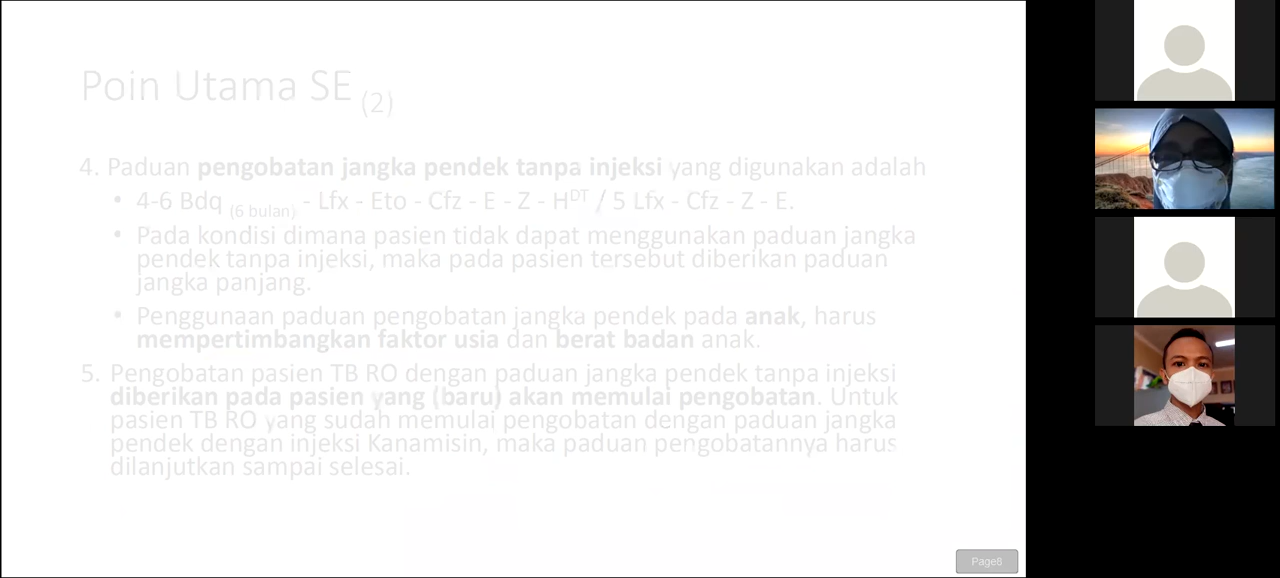 Poin Utama SE (2)
4. Paduan pengobatan jangka pendek tanpa injeksi yang digunakan adalah
• 4-6 Bdq (6 bulan) - Lfx - Eto - Cfz - E - Z - H^DT / 5 Lfx - Cfz - Z - E.
• Pada kondisi dimana pasien tidak dapat menggunakan paduan jangka
pendek tanpa injeksi, maka pada pasien tersebut diberikan paduan
jangka panjang.
• Penggunaan paduan pengobatan jangka pendek pada anak, harus
mempertimbangkan faktor usia dan berat badan anak.
5. Pengobatan pasien TB RO dengan paduan jangka pendek tanpa injeksi
diberikan pada pasien yang (baru) akan memulai pengobatan. Untuk
pasien TB RO yang sudah memulai pengobatan dengan paduan jangka
pendek dengan injeksi Kanamisin, maka paduan pengobatannya harus
dilanjutkan sampai selesai.
Page8